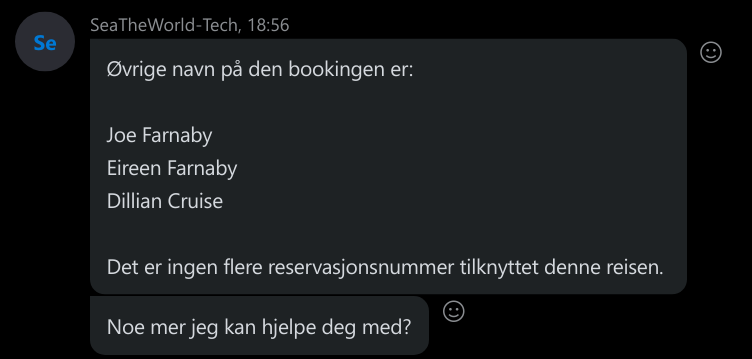 Se
SeaTheWorld-Tech, 18:56
Øvrige navn på den bookingen er:
Joe Farnaby
Eireen Farnaby
Dillian Cruise
Det er ingen flere reservasjonsnummer tilknyttet denne reisen.
Noe mer jeg kan hjelpe deg med?